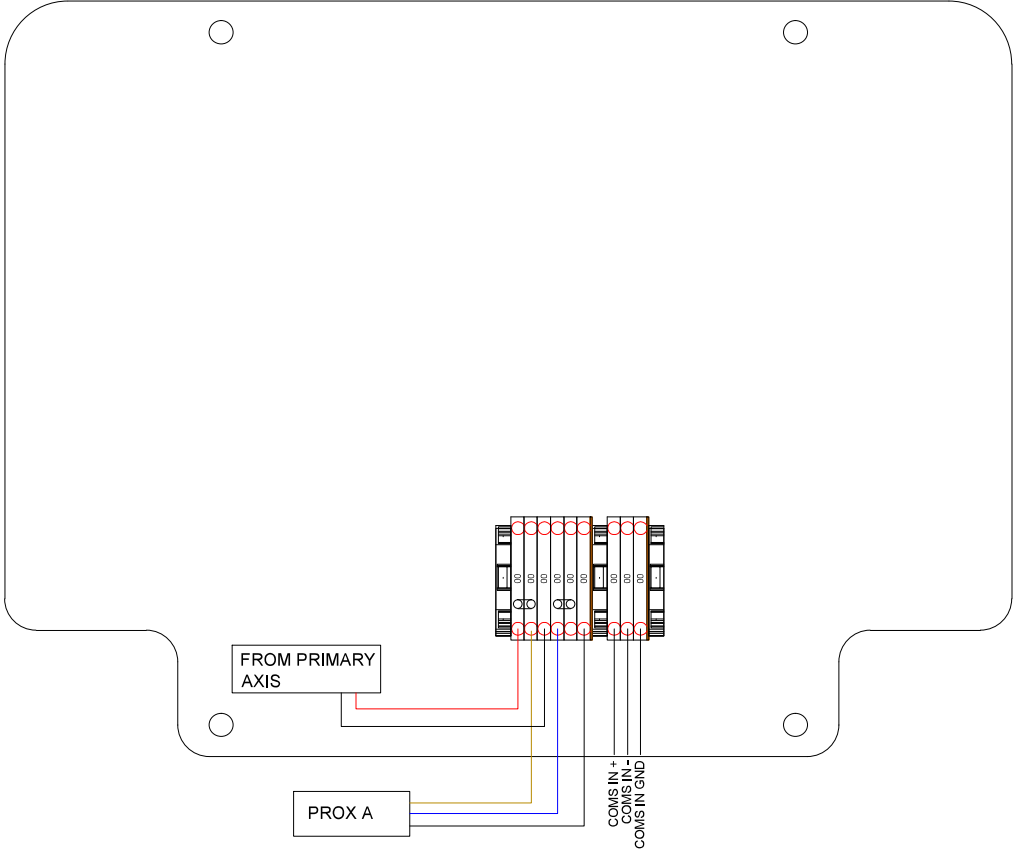 FROM PRIMARY
AXIS
PROX A
COMS IN +
COMS IN -
COMS IN GND